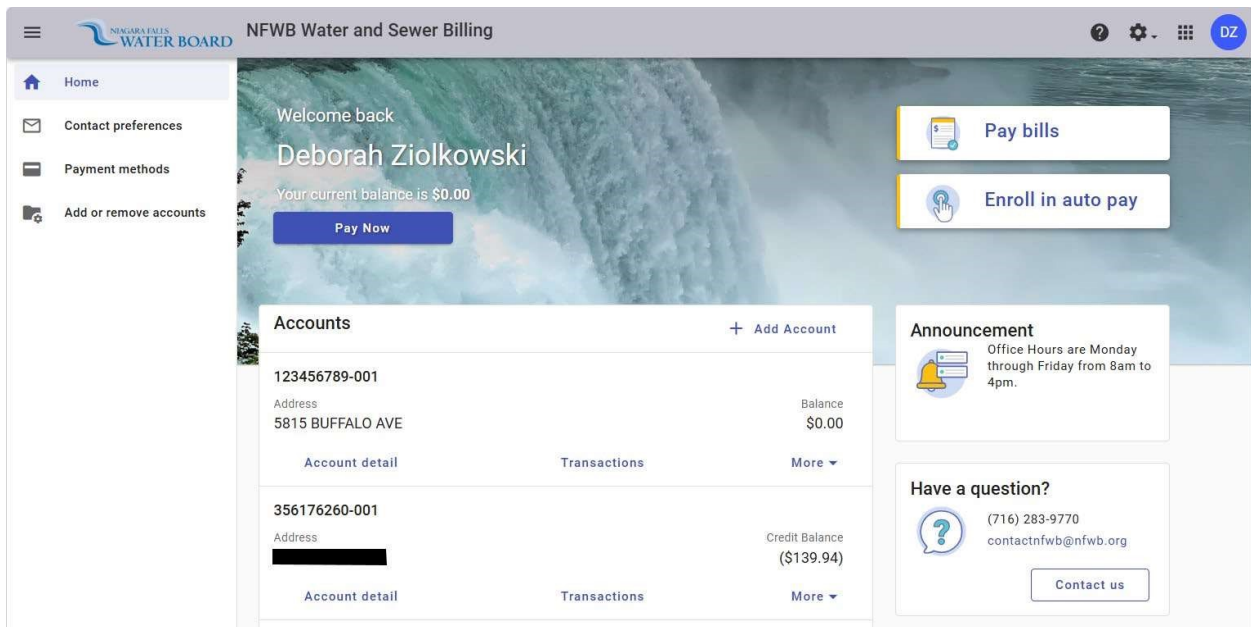 NIAGARA FALLS
WATER BOARD
NFWB Water and Sewer Billing
DZ
Home
Contact preferences
Payment methods
Add or remove accounts
Welcome back
Deborah Ziolkowski
Your current balance is $0.00
Pay Now
Pay bills
Enroll in auto pay
Accounts
+ Add Account
123456789-001
Address
Balance
5815 BUFFALO AVE
$0.00
Account detail
Transactions
More
356176260-001
Address
Credit Balance
($139.94)
Account detail
Transactions
More
Announcement
Office Hours are Monday
through Friday from 8am to
4pm.
Have a question?
(716) 283-9770
contactnfwb@nfwb.org
Contact us